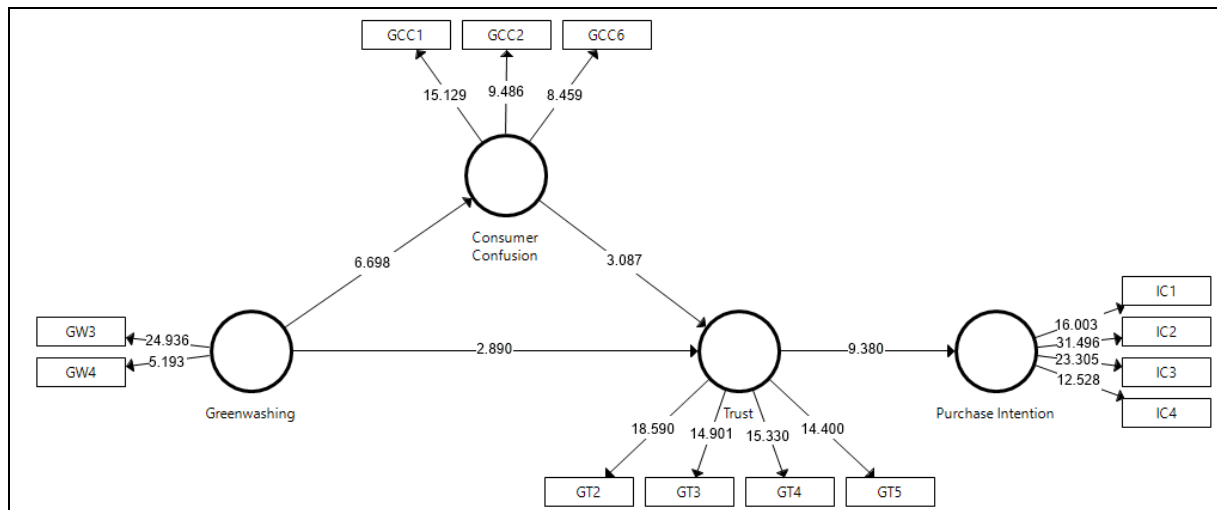 GCC1
GCC2
GCC6
15.129
9.486
8.459
Consumer
Confusion
6.698
3.087
GW3
GW4
24.936
5.193
Greenwashing
2.890
Trust
9.380
Purchase Intention
16.003
31.496
23.305
12.528
IC1
IC2
IC3
IC4
18.590
14.901
15.330
14.400
GT2
GT3
GT4
GT5